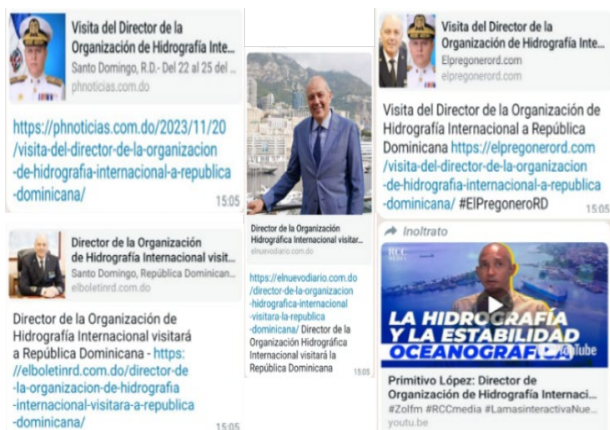 Visita del Director de la
Organización de Hidrografía Inte...
Santo Domingo, R.D.- Del 22 al 25 del ...
phnoticias.com.do
https://phnoticias.com.do/2023/11/20
/visita-del-director-de-la-organizacion
-de-hidrografia-internacional-a-republica
-dominicana/
15:05
Director de la Organización
de Hidrografía Internacional visit...
Santo Domingo, República Dominican...
elboletinrd.com.do
Director de la Organización de
Hidrografía Internacional visitará
a República Dominicana - https:
//elboletinrd.com.do/director-de
-la-organizacion-de-hidrografia
-internacional-visitara-a-republica
-dominicana/
15:05
Director de la Organización
Hidrográfica Internacional visitar...
elnuevodiario.com.do
https://elnuevodiario.com.do
/director-de-la-organizacion
-hidrografica-internacional
-visitara-la-republica
-dominicana/ Director de la
Organización Hidrográfica
Internacional visitará la
República Dominicana
15:05
Visita del Director de la
Organización de Hidrografía Inte...
Elpregonerord.com
elpregonerord.com
Visita del Director de la Organización de
Hidrografía Internacional a República
Dominicana https://elpregonerord.com
/visita-del-director-de-la-organizacion
-de-hidrografia-internacional-a-republica
-dominicana/ #ElPregoneroRD
15:05
Inoltrato
RCC
MEDIA
LA HIDROGRAFÍA
Y LA ESTABILIDAD
OCEANOGRÁFICA
YouTube
Primitivo López: Director de
Organización de Hidrografía Internaci...
#Zolfm #RCCmedia #LamasinteractivaNue...
youtu.be